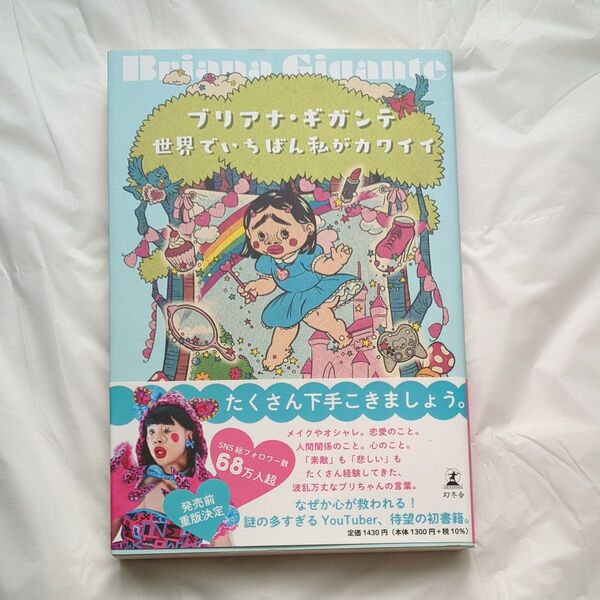 Briana Gigante
ブリアナ・ギガンテ
世界でいちばん私がカワイイ
たくさん下手こきましょう。
メイクやオシャレ。恋愛のこと。
人間関係のこと。心のこと。
「素敵」も「悲しい」も
たくさん経験してきた、
波乱万丈なブリちゃんの言葉。
なぜか心が救われる！
謎の多すぎるYouTuber、待望の初書籍。
定価1430円（本体1300円+税10%）
SNS総フォロワー数
68万人超
発売前
重版決定
幻冬舎